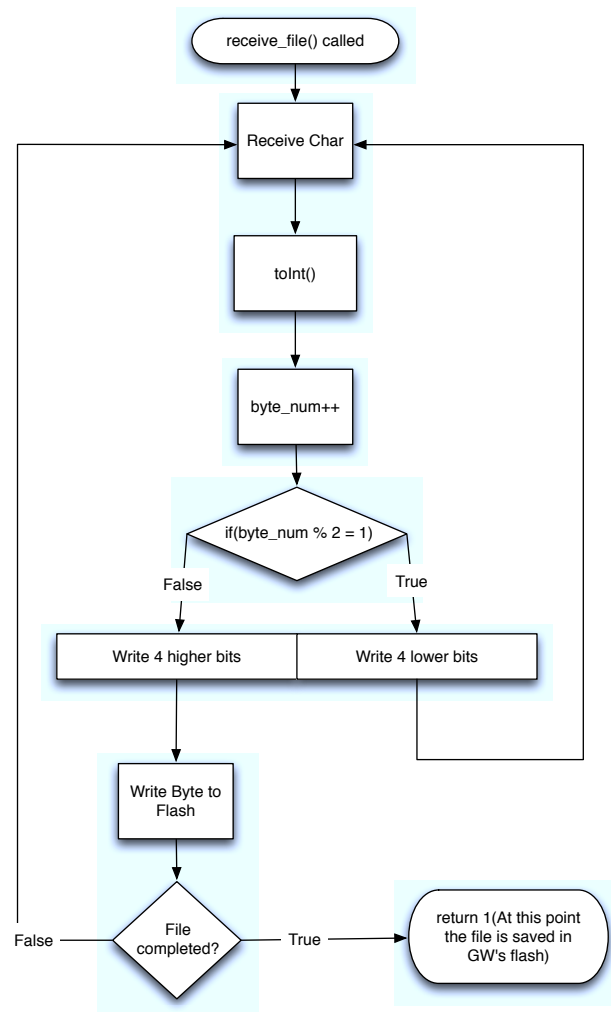 receive_file() called
Receive Char
toInt()
byte_num++
if(byte_num % 2 = 1)
False
True
Write 4 higher bits
Write 4 lower bits
Write Byte to
Flash
False
File
completed?
True
return 1(At this point
the file is saved in
GW's flash)